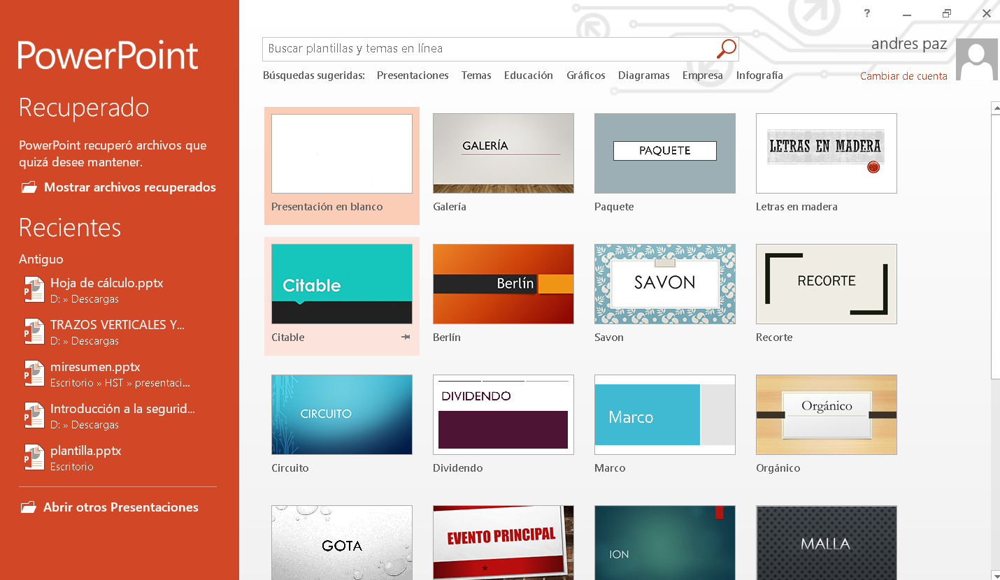 ?
PowerPoint
Recuperado
PowerPoint recuperó archivos que
quizá desee mantener.
Mostrar archivos recuperados
Recientes
Antiguo
Hoja de cálculo.pptx
D: » Descargas
TRAZOS VERTICALES Y...
D: » Descargas
miresumen.pptx
Escritorio » HST » presentaci...
Introducción a la segurid...
D: » Descargas
plantilla.pptx
Escritorio
Abrir otros Presentaciones
Buscar plantillas y temas en línea
andres paz
Búsquedas sugeridas: Presentaciones Temas Educación Gráficos Diagramas Empresa Infografía
Cambiar de cuenta
GALERÍA
PAQUETE
LETRAS EN MADERA
Presentación en blanco
Galería
Paquete
Letras en madera
Citable
Berlín
SAVON
RECORTE
Citable
Berlín
Savon
Recorte
CIRCUITO
DIVIDENDO
Marco
Orgánico
Circuito
Dividendo
Marco
Orgánico
GOTA
EVENTO PRINCIPAL
ION
MALLA